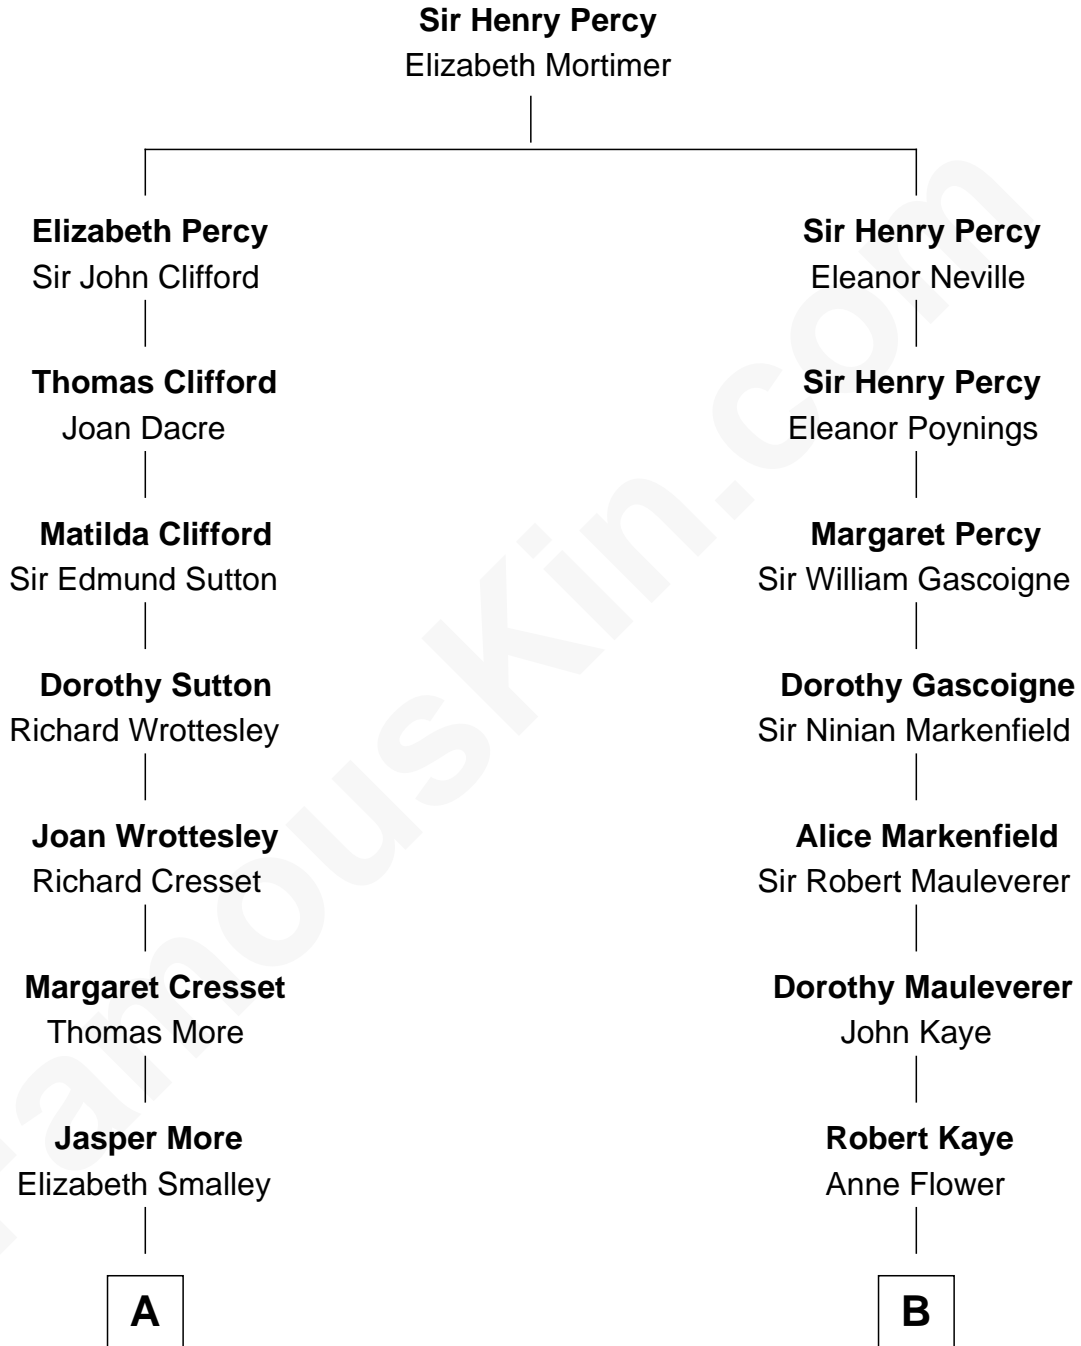 Sir Henry Percy
Elizabeth Mortimer
Elizabeth Percy
Sir John Clifford
Sir Henry Percy
Eleanor Neville
Thomas Clifford
Joan Dacre
Sir Henry Percy
Eleanor Poynings
Matilda Clifford
Sir Edmund Sutton
Margaret Percy
Sir William Gascoigne
Dorothy Sutton
Richard Wrottesley
Dorothy Gascoigne
Sir Ninian Markenfield
Joan Wrottesley
Richard Cresset
Alice Markenfield
Sir Robert Mauleverer
Margaret Cresset
Thomas More
Dorothy Mauleverer
John Kaye
Jasper More
Elizabeth Smalley
Robert Kaye
Anne Flower
A
B
FamousKin.com